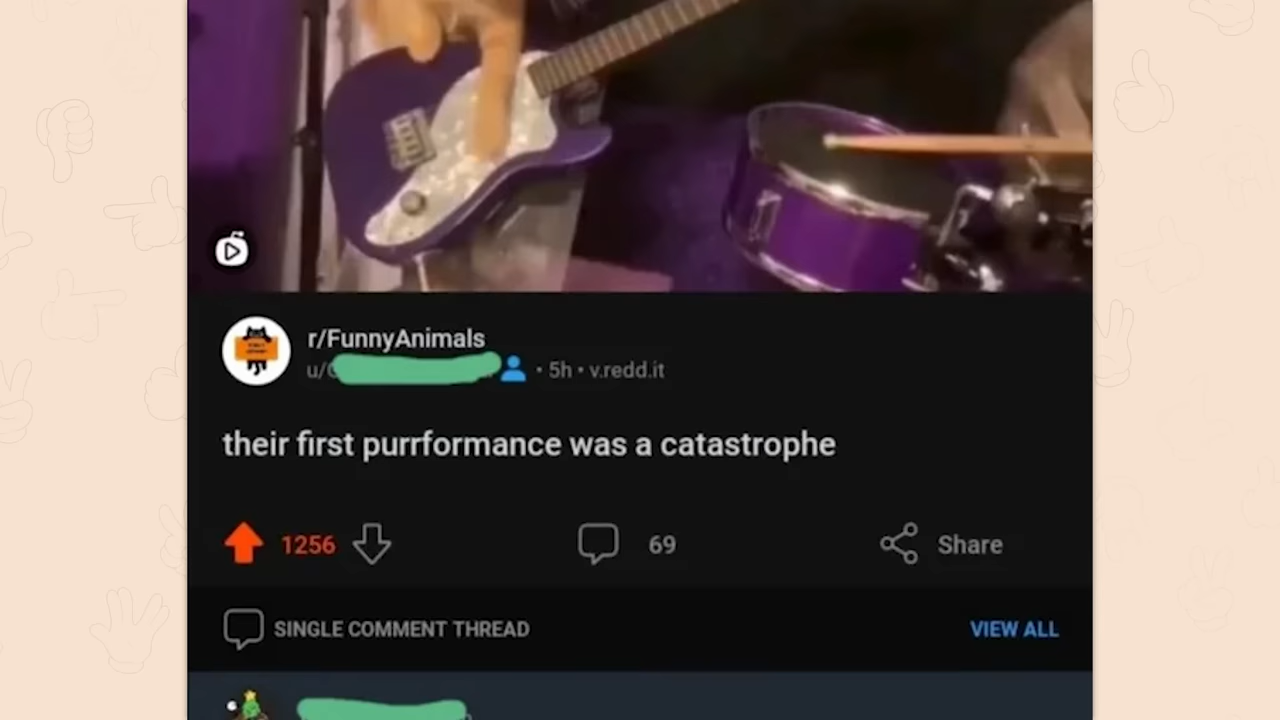 r/FunnyAnimals
u/ • 5h • v.redd.it
their first purrformance was a catastrophe
1256 69 Share
SINGLE COMMENT THREAD VIEW ALL